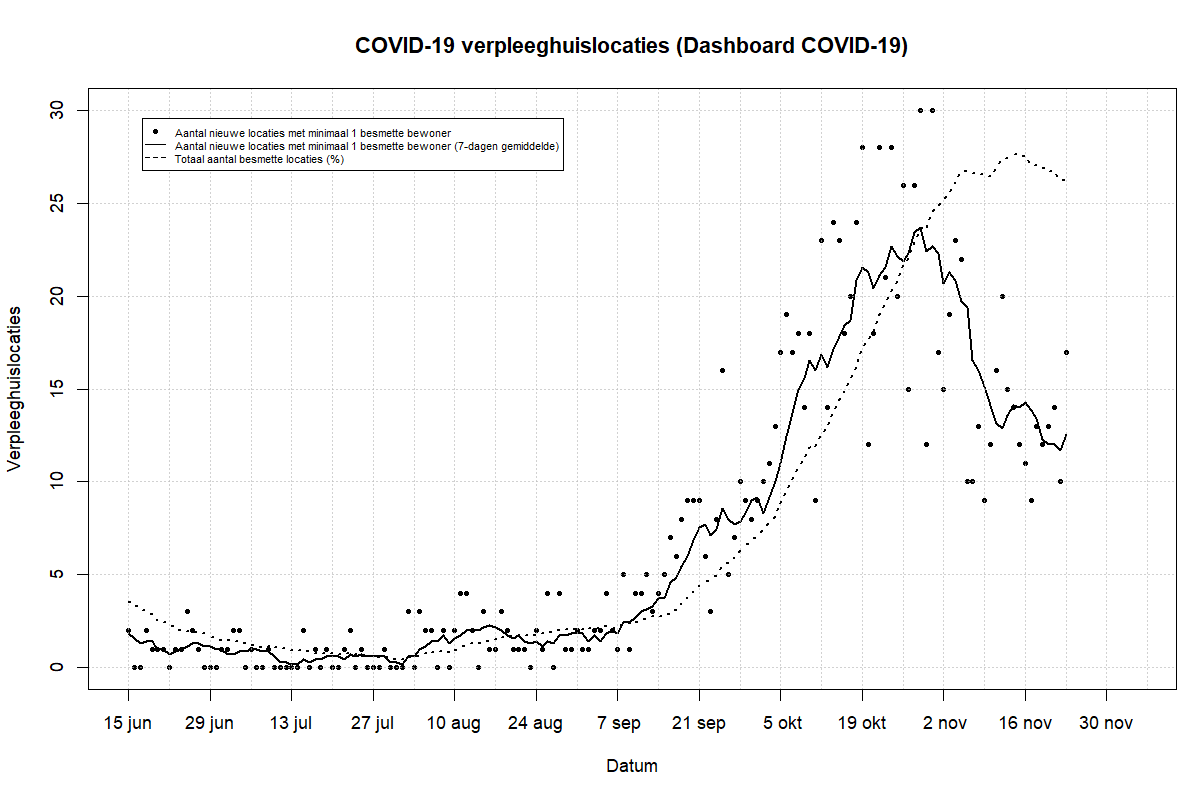 COVID-19 verpleeghuislocaties (Dashboard COVID-19)
Aantal nieuwe locaties met minimaal 1 besmette bewoner
Aantal nieuwe locaties met minimaal 1 besmette bewoner (7-dagen gemiddelde)
Totaal aantal besmette locaties (%)
Verpleeghuislocaties
30
25
20
15
10
5
0
15 jun 29 jun 13 jul 27 jul 10 aug 24 aug 7 sep 21 sep 5 okt 19 okt 2 nov 16 nov 30 nov
Datum